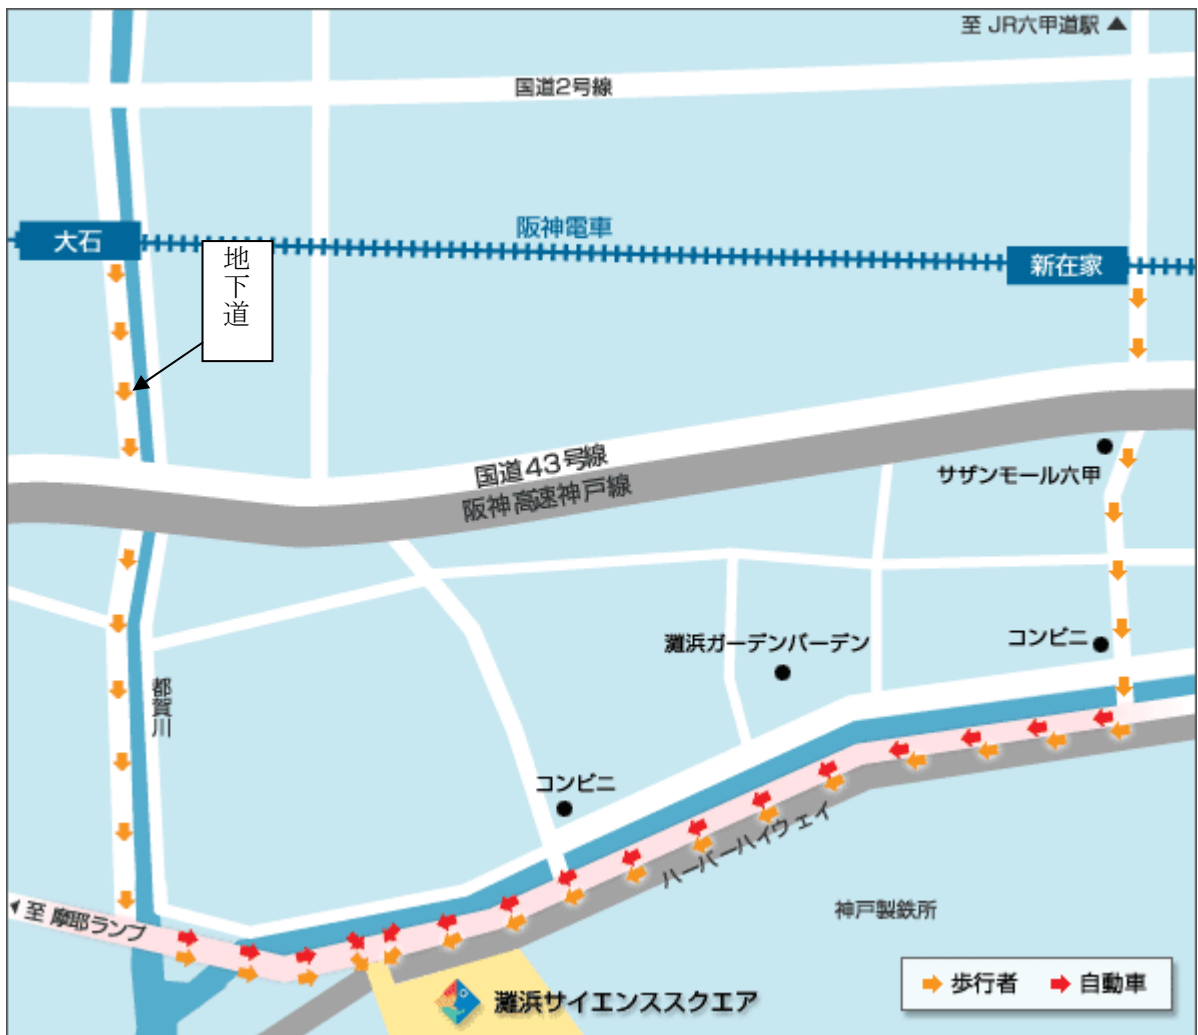 至 JR六甲道駅 ▲
国道2号線
大石
阪神電車
新在家
地下道
国道43号線
阪神高速神戸線
サザンモール六甲
灘浜ガーデンバーデン
コンビニ
都賀川
コンビニ
ハーバーハイウェイ
◀至 摩耶ランプ
神戸製鉄所
灘浜サイエンススクエア
歩行者
自動車